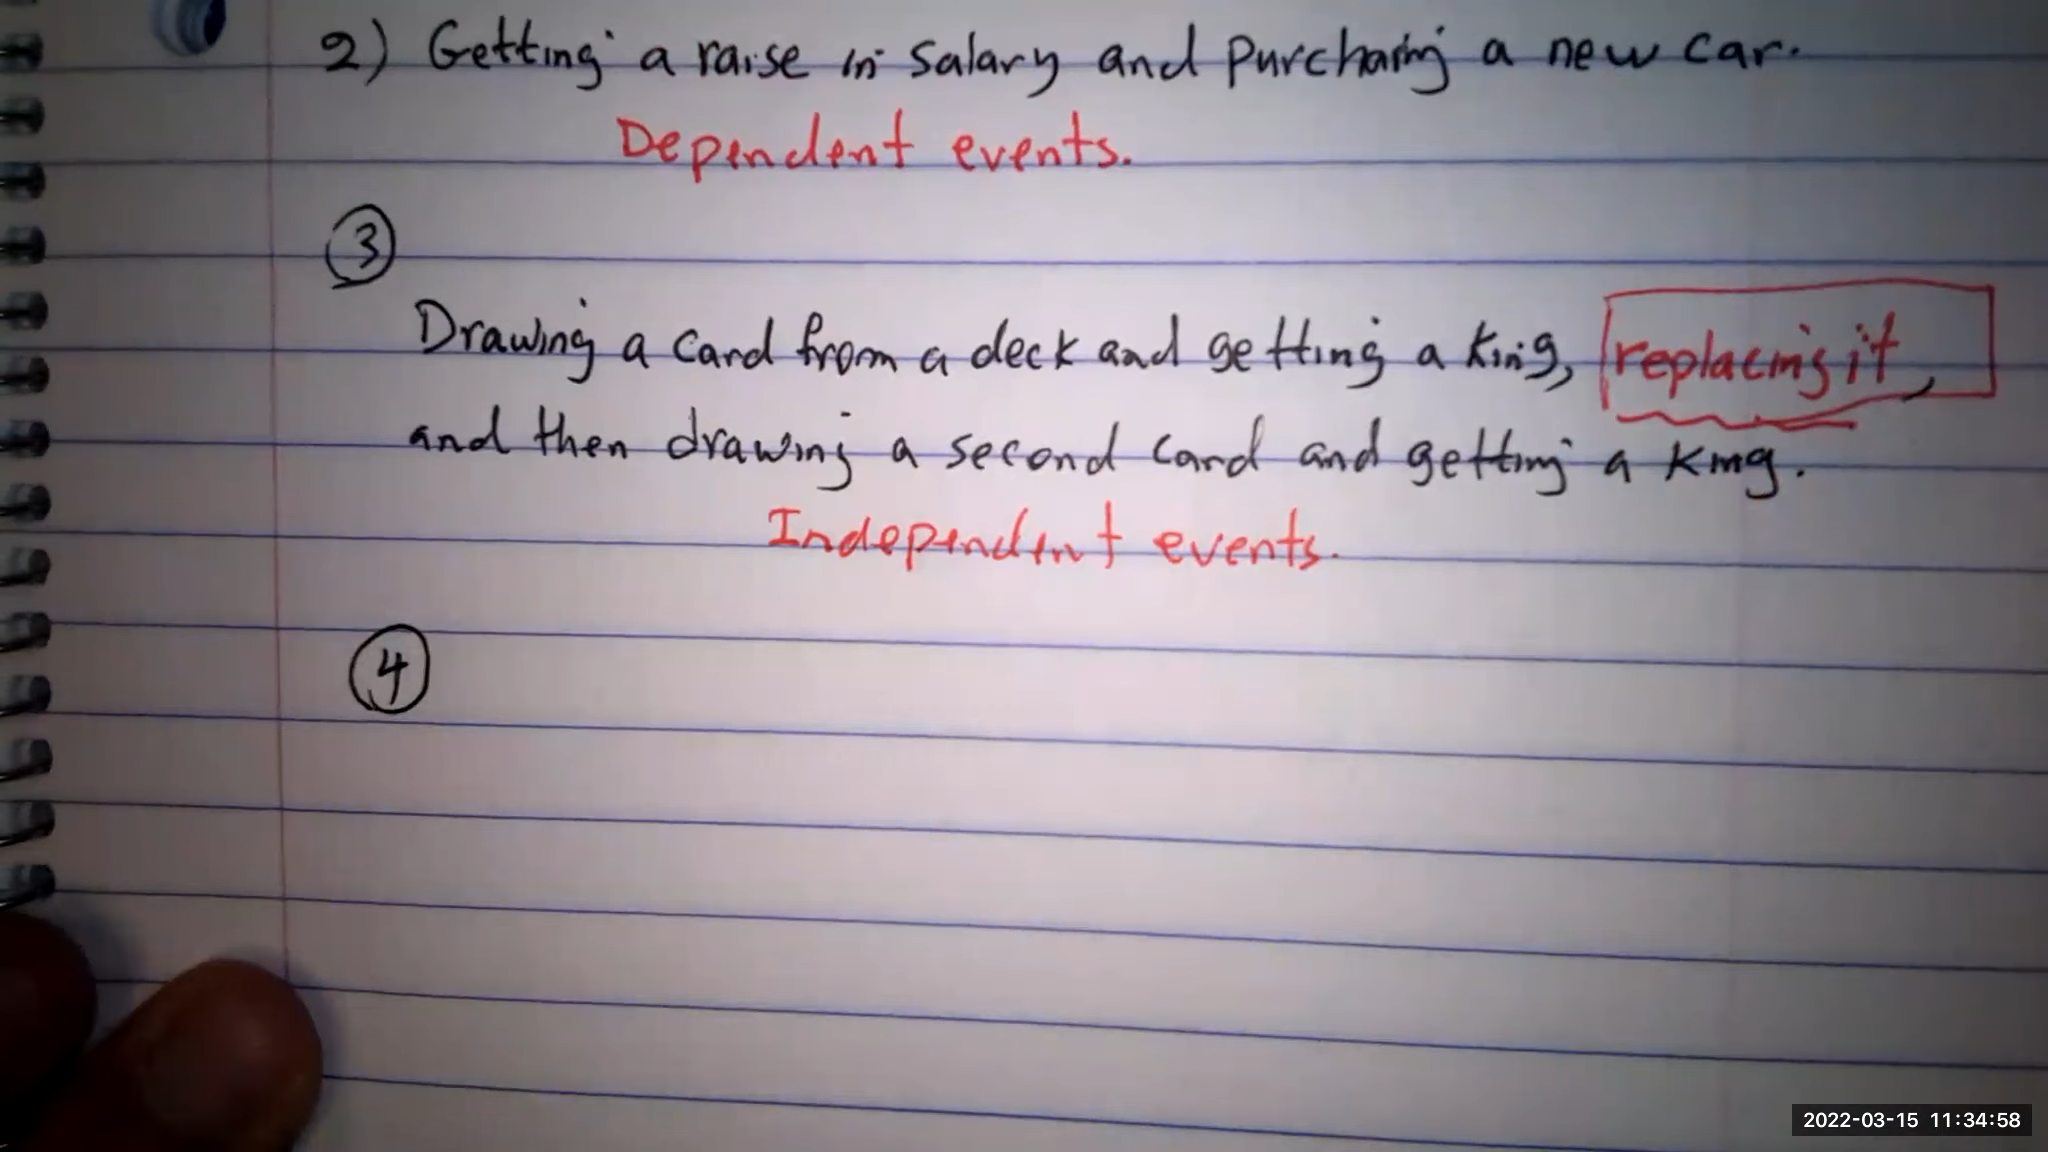 2) Getting a raise in salary and purchasing a new car.
Dependent events.
3
Drawing a card from a deck and getting a King, replacing it,
and then drawing a second card and getting a King.
Independent events.
4
2022-03-15 11:34:58